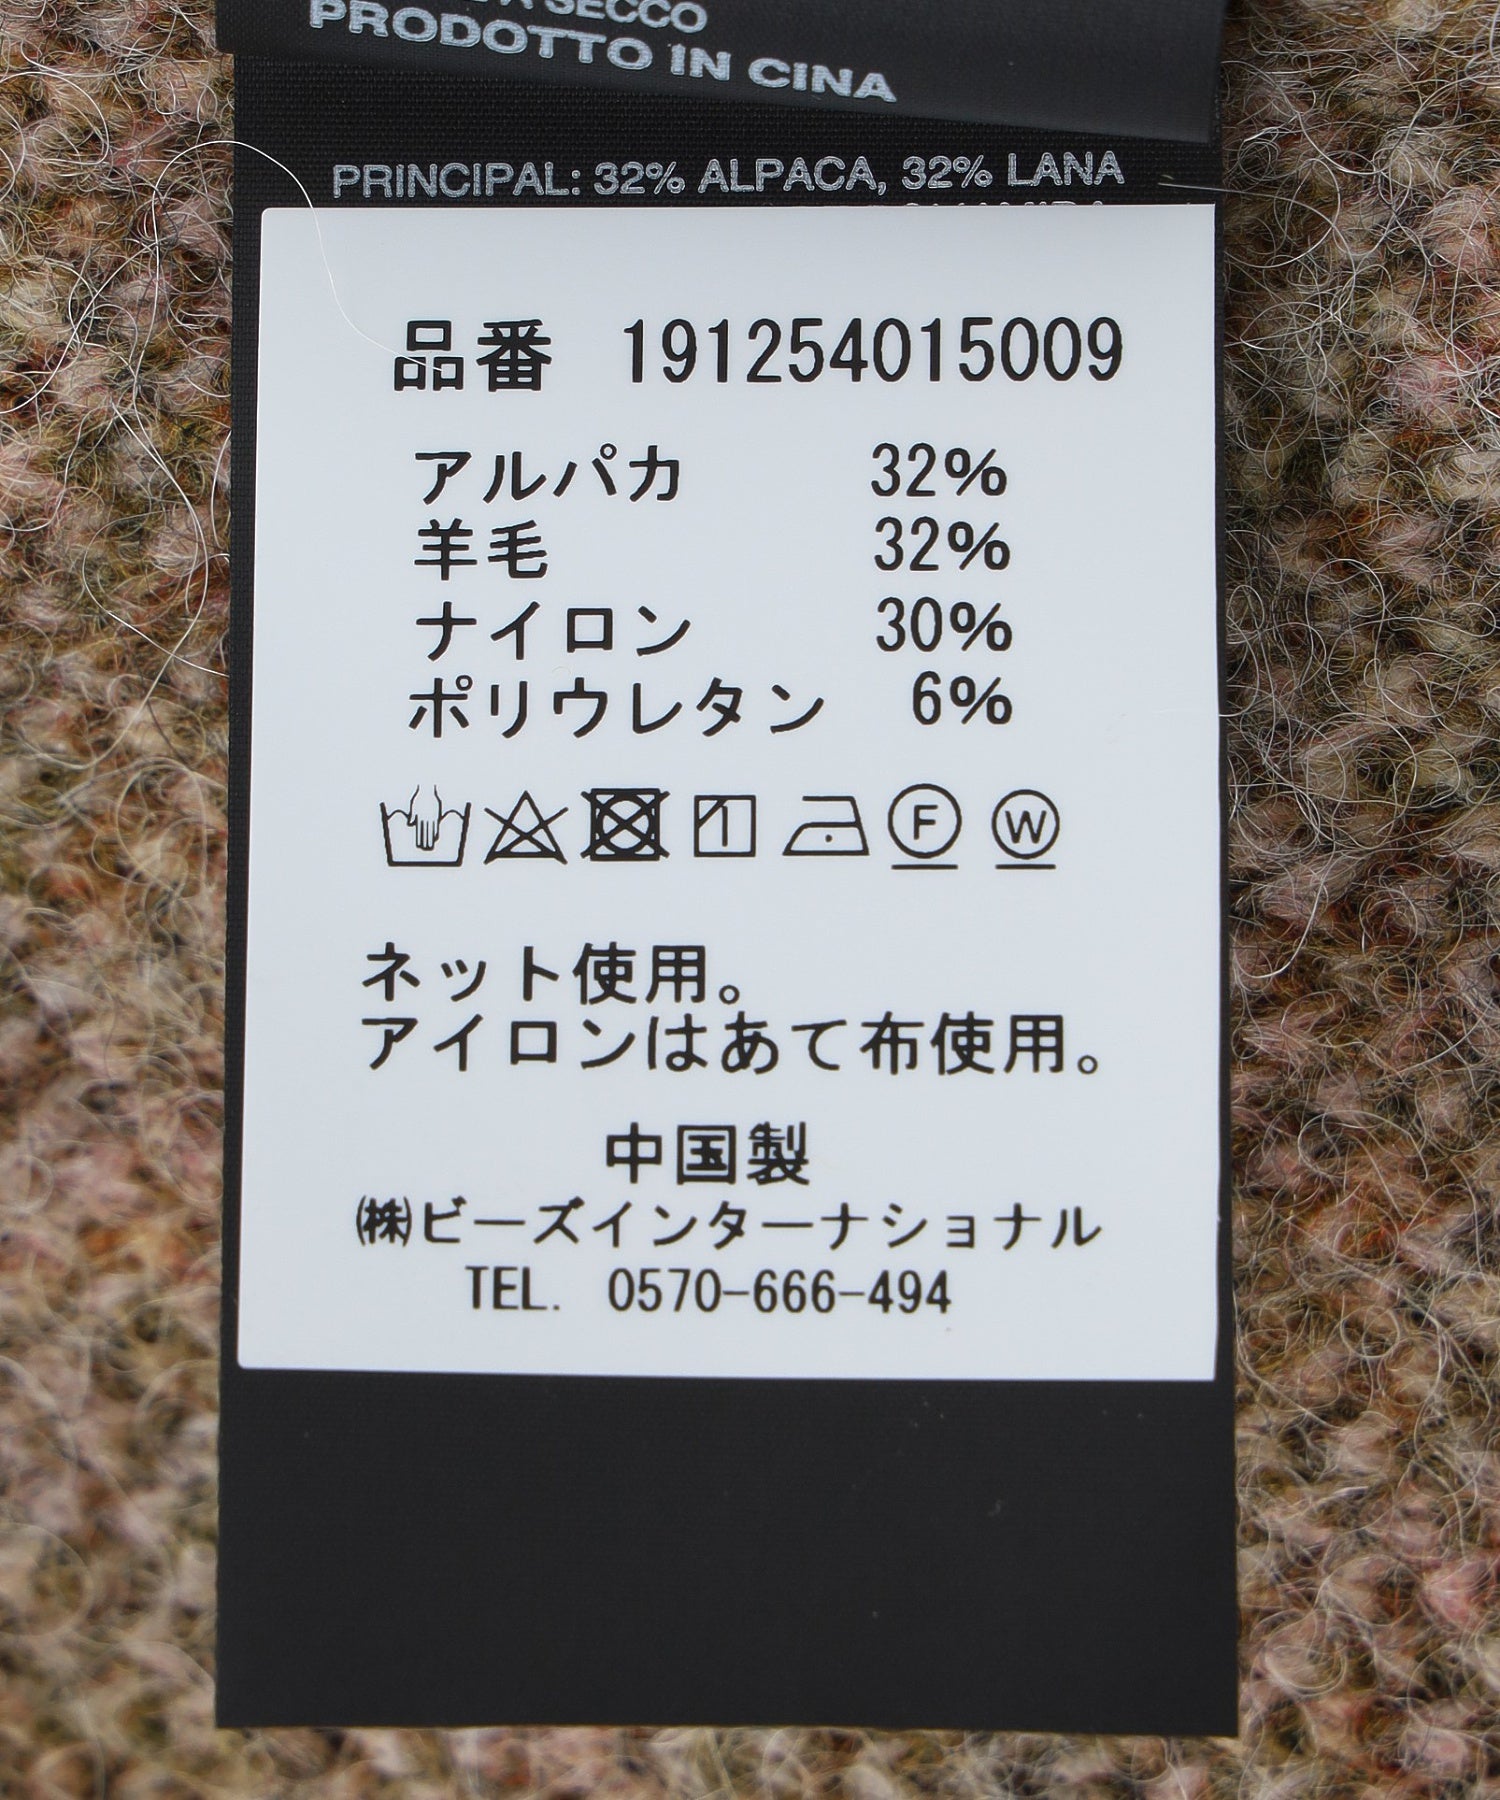 SECCO
PRODOTTO IN CINA
PRINCIPAL: 32% ALPACA, 32% LANA
品番 191254015009
アルパカ 32%
羊毛 32%
ナイロン 30%
ポリウレタン 6%
F W
ネット使用。
アイロンはあて布使用。
中国製
㈱ビーズインターナショナル
TEL. 0570-666-494